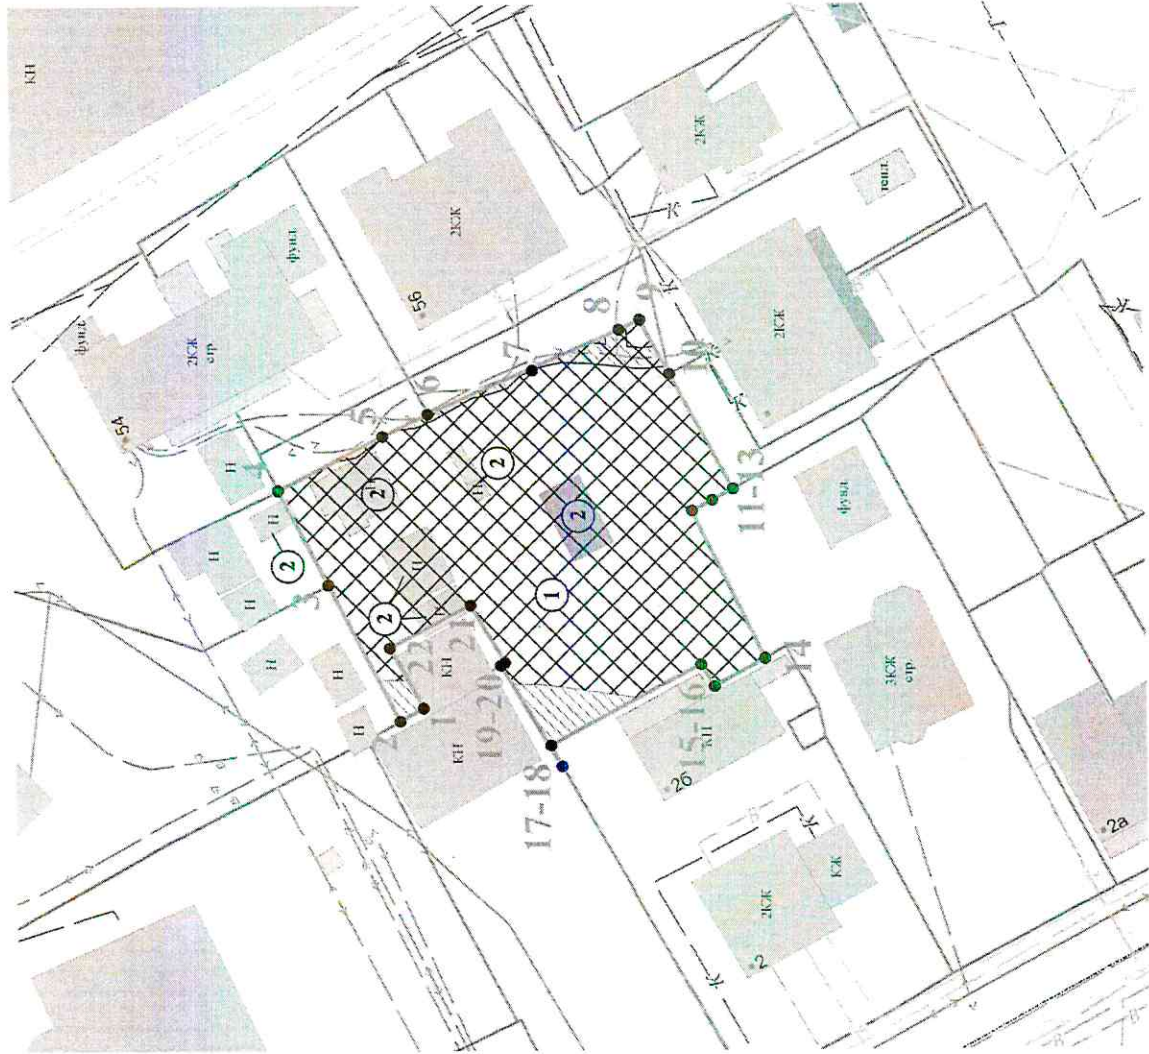 КН
фунд.
54
2КЖ
стр
фунд.
2КЖ
56
2КЖ
тепл.
2КЖ
К
К
К
К
К
Н
Н
Н
Н
Н
Н
Н
Н
Н
КН
КН
КН
фунд.
3КЖ
стр.
2б
2КЖ
КЖ
2
2а
К
К
В
В
1
2
3
4
5
6
7
8
9
10
11-13
14
15-16
17-18
19-20
21
22
1
2
2
2
2
2